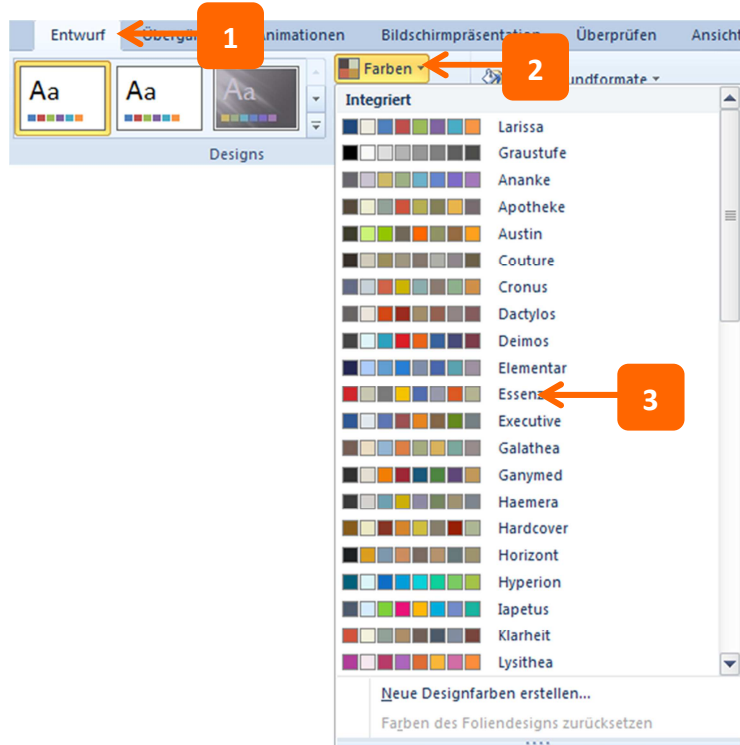 Entwurf 1 Animationen Bildschirmpräsentation Überprüfen Ansicht
Farben 2
Aa Aa Aa
Designs
Integriert
Larissa
Graustufe
Ananke
Apotheke
Austin
Couture
Cronus
Dactylos
Deimos
Elementar
3
Executive
Galathea
Ganymed
Haemera
Hardcover
Horizont
Hyperion
Iapetus
Klarheit
Lysithea
Neue Designfarben erstellen...
Farben des Foliendesigns zurücksetzen